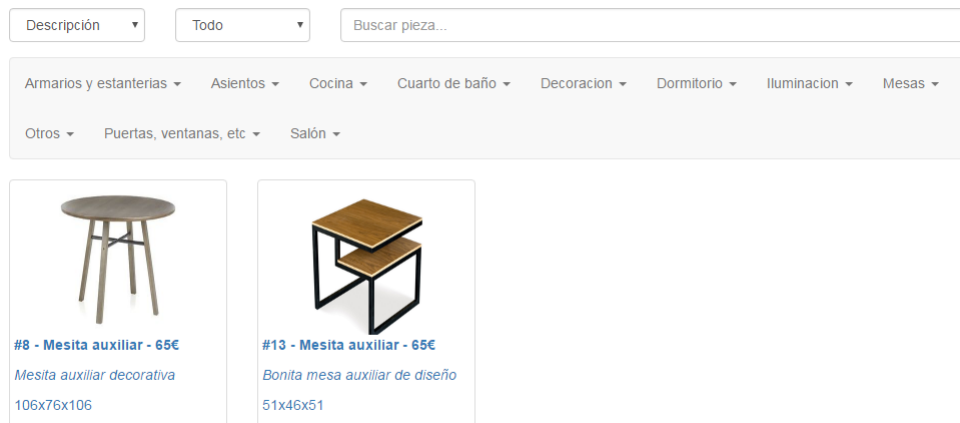 Descripción Todo Buscar pieza...
Armarios y estanterias Asientos Cocina Cuarto de baño Decoracion Dormitorio Iluminacion Mesas
Otros Puertas, ventanas, etc Salón
#8 - Mesita auxiliar - 65€
Mesita auxiliar decorativa
106x76x106
#13 - Mesita auxiliar - 65€
Bonita mesa auxiliar de diseño
51x46x51